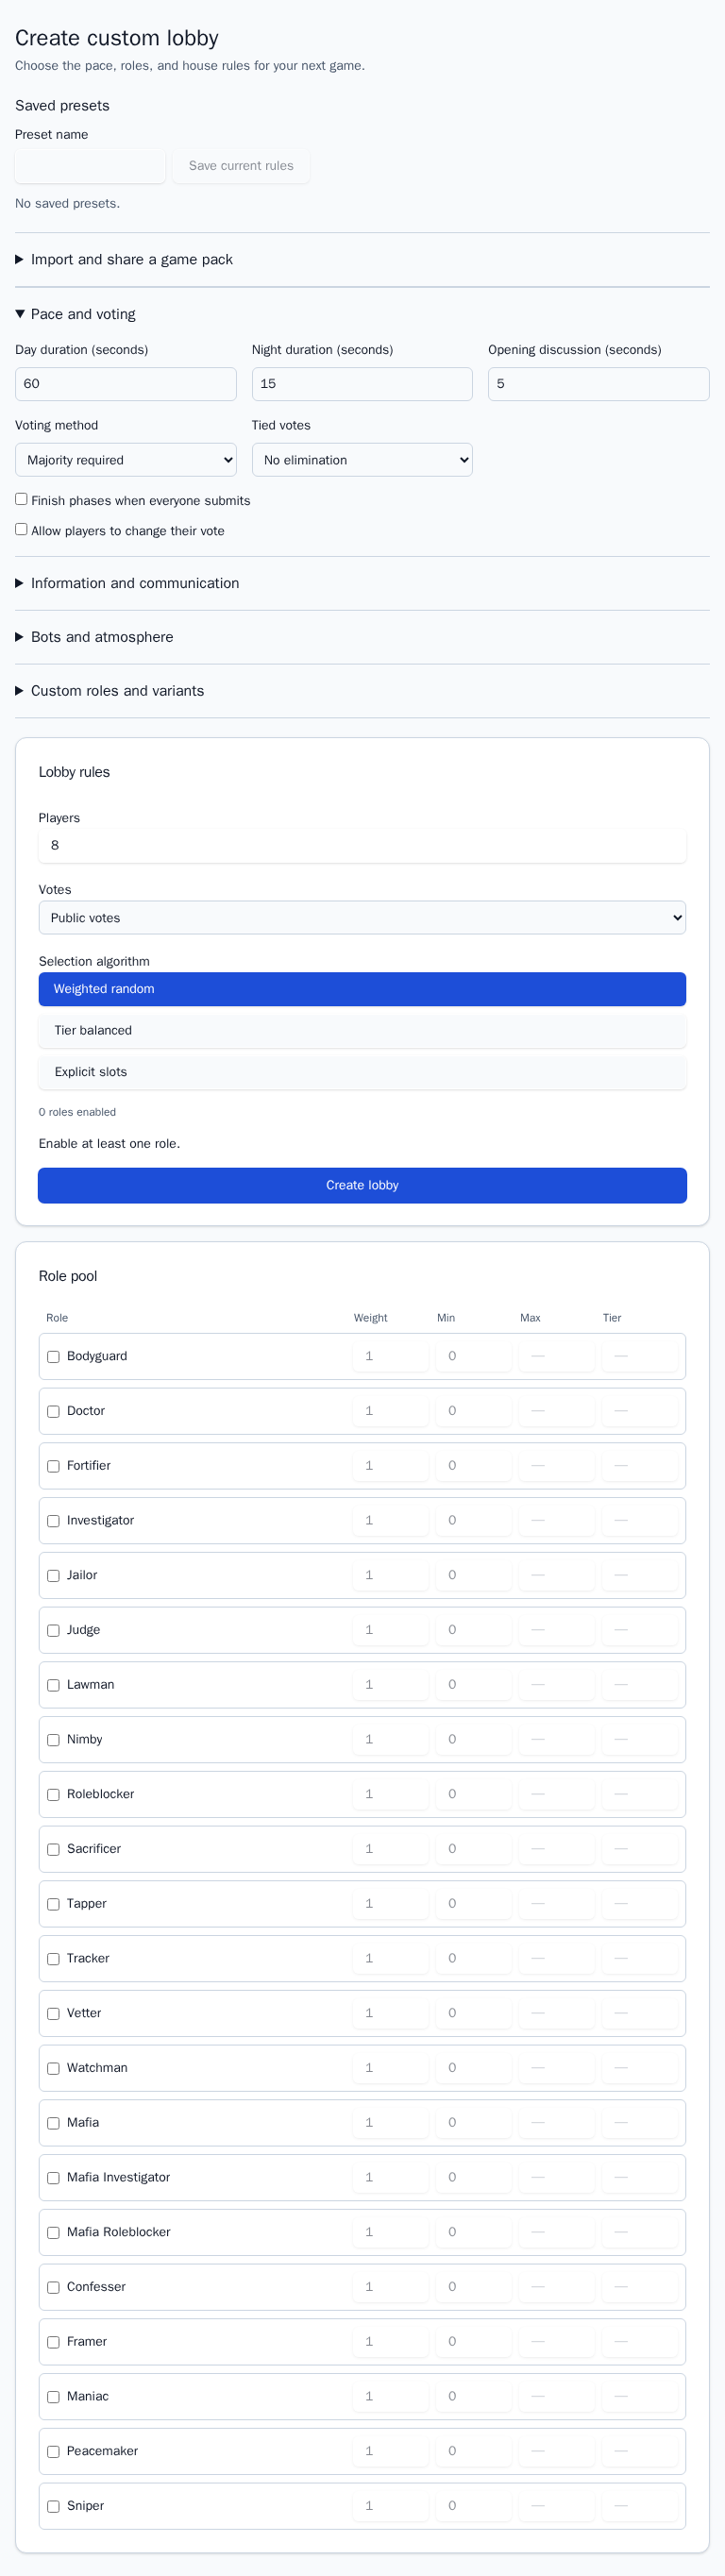 Create custom lobby
Choose the pace, roles, and house rules for your next game.
Saved presets
Preset name
Save current rules
No saved presets.
Import and share a game pack
Pace and voting
Day duration (seconds) Night duration (seconds) Opening discussion (seconds)
60 15 5
Voting method Tied votes
Majority required No elimination
Finish phases when everyone submits
Allow players to change their vote
Information and communication
Bots and atmosphere
Custom roles and variants
Lobby rules
Players
8
Votes
Public votes
Selection algorithm
Weighted random
Tier balanced
Explicit slots
0 roles enabled
Enable at least one role.
Create lobby
Role pool
Role Weight Min Max Tier
Bodyguard 1 0 — —
Doctor 1 0 — —
Fortifier 1 0 — —
Investigator 1 0 — —
Jailor 1 0 — —
Judge 1 0 — —
Lawman 1 0 — —
Nimby 1 0 — —
Roleblocker 1 0 — —
Sacrificer 1 0 — —
Tapper 1 0 — —
Tracker 1 0 — —
Vetter 1 0 — —
Watchman 1 0 — —
Mafia 1 0 — —
Mafia Investigator 1 0 — —
Mafia Roleblocker 1 0 — —
Confesser 1 0 — —
Framer 1 0 — —
Maniac 1 0 — —
Peacemaker 1 0 — —
Sniper 1 0 — —